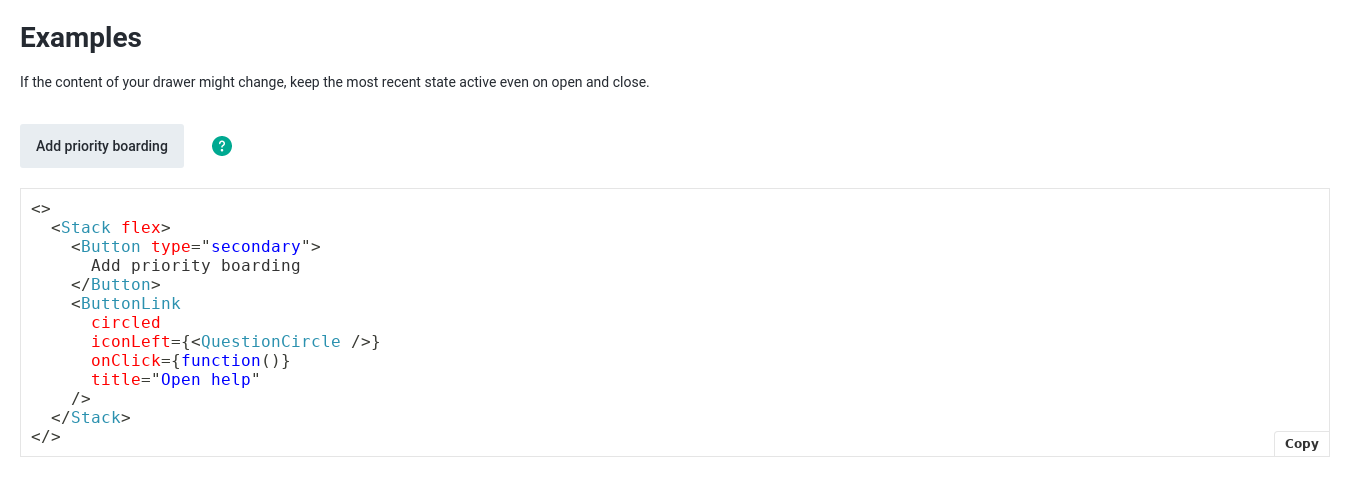 Examples
If the content of your drawer might change, keep the most recent state active even on open and close.
Add priority boarding
?
<>
  <Stack flex>
    <Button type="secondary">
      Add priority boarding
    </Button>
    <ButtonLink
      circled
      iconLeft={<QuestionCircle />}
      onClick={function()}
      title="Open help"
    />
  </Stack>
</>
Copy